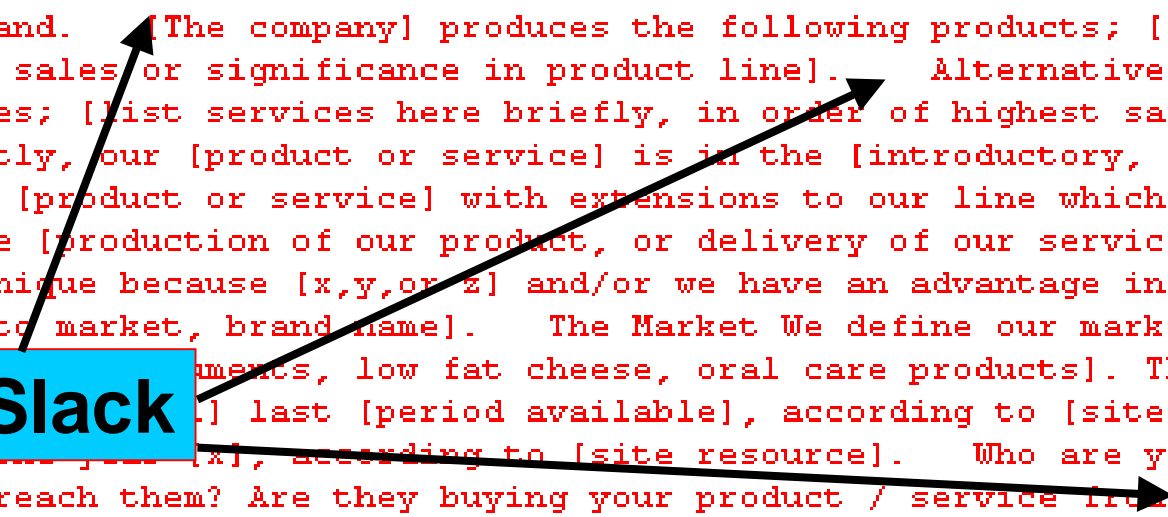 and. [The company] produces the following products; [
sales or significance in product line]. Alternative
es; [list services here briefly, in order of highest sa
tly, our [product or service] is in the [introductory,
[product or service] with extensions to our line which
e [production of our product, or delivery of our servic
nique because [x,y,or z] and/or we have an advantage in
to market, brand name]. The Market We define our mark
uments, low fat cheese, oral care products]. Th
Slack
] last [period available], according to [site
[x], according to [site resource]. Who are y
reach them? Are they buying your product / service from